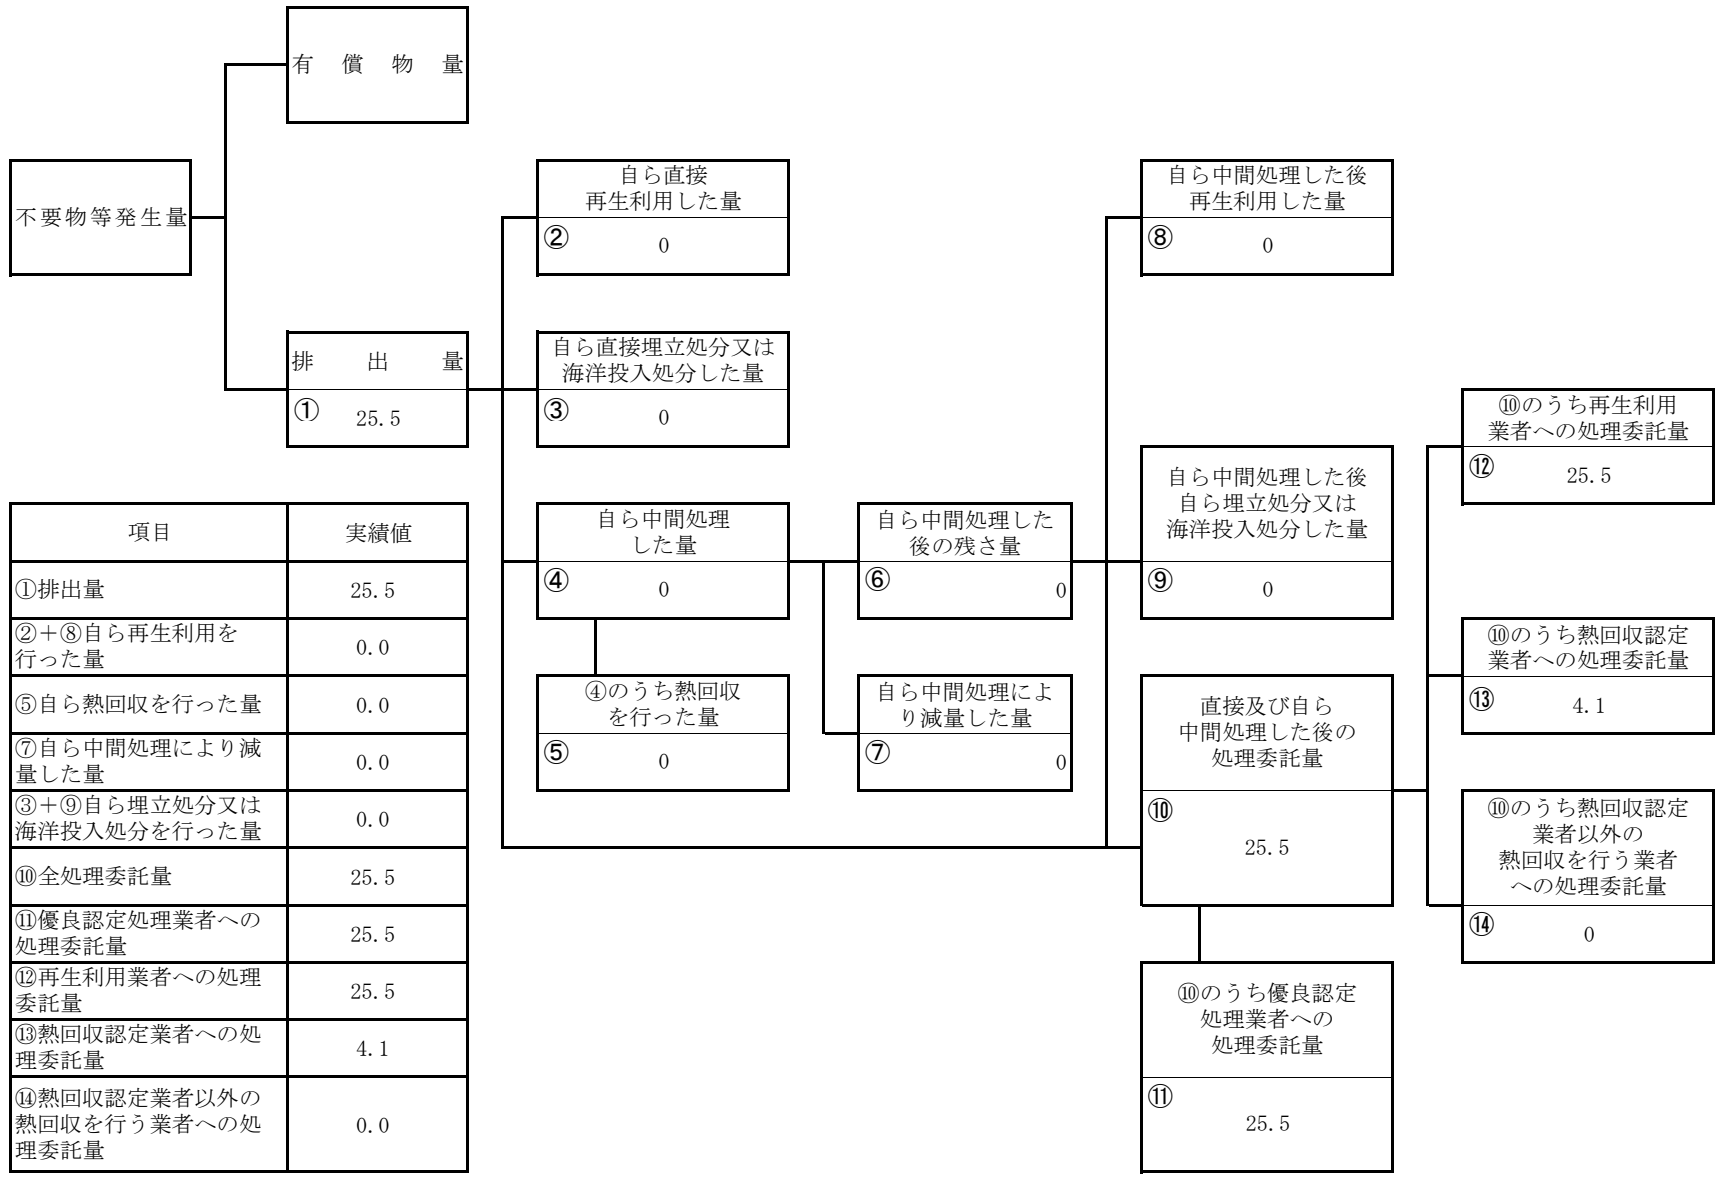 有償物量
不要物等発生量
排出量
①
25.5
自ら直接
再生利用した量
②
0
自ら直接埋立処分又は
海洋投入処分した量
③
0
自ら中間処理
した量
④
0
④のうち熱回収
を行った量
⑤
0
自ら中間処理した
後の残さ量
⑥
0
自ら中間処理によ
り減量した量
⑦
0
自ら中間処理した後
再生利用した量
⑧
0
自ら中間処理した後
自ら埋立処分又は
海洋投入処分した量
⑨
0
直接及び自ら
中間処理した後の
処理委託量
⑩
25.5
⑩のうち優良認定
処理業者への
処理委託量
⑪
25.5
⑩のうち再生利用
業者への処理委託量
⑫
25.5
⑩のうち熱回収認定
業者への処理委託量
⑬
4.1
⑩のうち熱回収認定
業者以外の
熱回収を行う業者
への処理委託量
⑭
0
項目
実績値
①排出量
25.5
②＋⑧自ら再生利用を
行った量
0.0
⑤自ら熱回収を行った量
0.0
⑦自ら中間処理により減
量した量
0.0
③＋⑨自ら埋立処分又は
海洋投入処分を行った量
0.0
⑩全処理委託量
25.5
⑪優良認定処理業者への
処理委託量
25.5
⑫再生利用業者への処理
委託量
25.5
⑬熱回収認定業者への処
理委託量
4.1
⑭熱回収認定業者以外の
熱回収を行う業者への処
理委託量
0.0